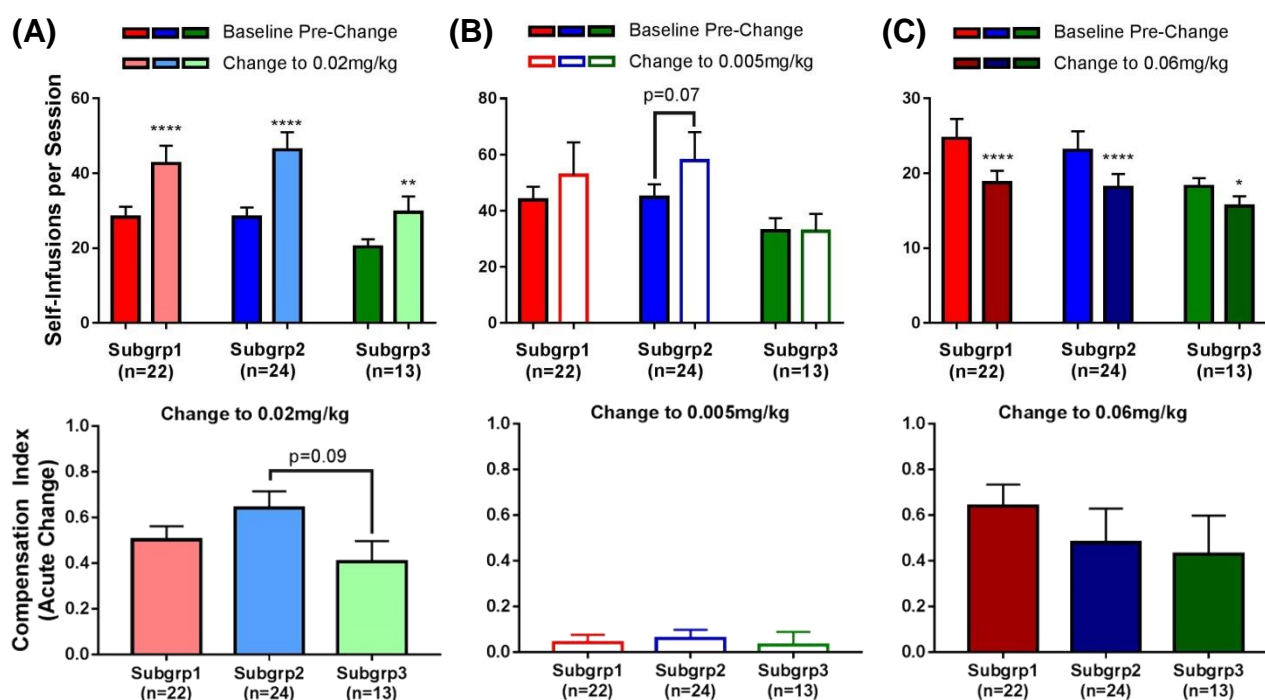 (A)
Baseline Pre-Change
Change to 0.02mg/kg
Self-Infusions per Session
60
40
20
0
****
****
**
Subgrp1
(n=22)
Subgrp2
(n=24)
Subgrp3
(n=13)
(B)
Baseline Pre-Change
Change to 0.005mg/kg
80
60
40
20
0
p=0.07
Subgrp1
(n=22)
Subgrp2
(n=24)
Subgrp3
(n=13)
(C)
Baseline Pre-Change
Change to 0.06mg/kg
30
20
10
0
****
****
*
Subgrp1
(n=22)
Subgrp2
(n=24)
Subgrp3
(n=13)
Change to 0.02mg/kg
Compensation Index
(Acute Change)
1.0
0.8
0.6
0.4
0.2
0.0
p=0.09
Subgrp1
(n=22)
Subgrp2
(n=24)
Subgrp3
(n=13)
Change to 0.005mg/kg
1.0
0.8
0.6
0.4
0.2
0.0
Subgrp1
(n=22)
Subgrp2
(n=24)
Subgrp3
(n=13)
Change to 0.06mg/kg
1.0
0.8
0.6
0.4
0.2
0.0
Subgrp1
(n=22)
Subgrp2
(n=24)
Subgrp3
(n=13)